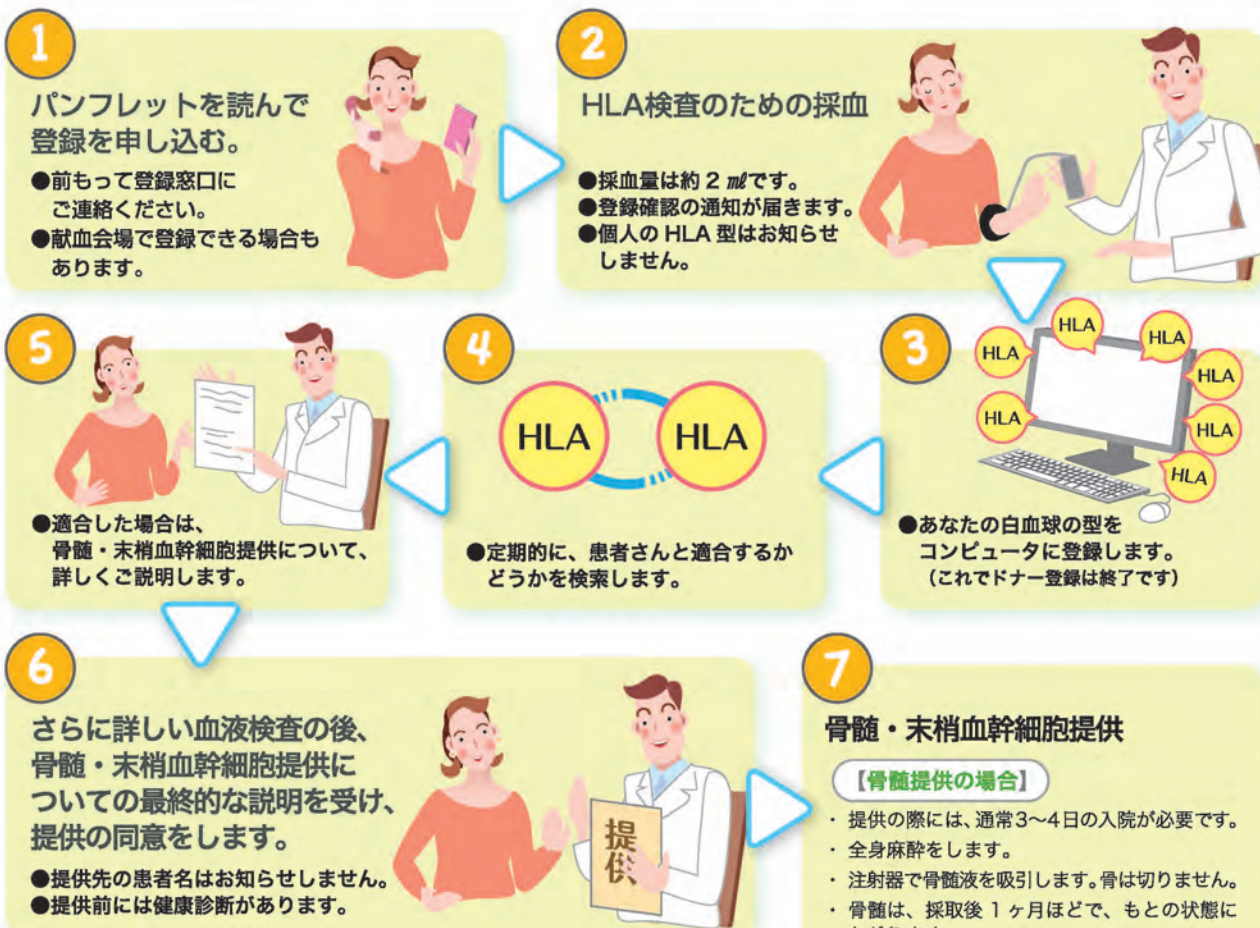 1
パンフレットを読んで
登録を申し込む。
●前もって登録窓口に
ご連絡ください。
●献血会場で登録できる場合も
あります。
2
HLA検査のための採血
●採血量は約 2 ㎖です。
●登録確認の通知が届きます。
●個人の HLA 型はお知らせ
しません。
3
HLA
HLA
HLA
HLA
HLA
HLA
HLA
●あなたの白血球の型を
コンピュータに登録します。
（これでドナー登録は終了です）
4
HLA
HLA
●定期的に、患者さんと適合するか
どうかを検索します。
5
●適合した場合は、
骨髄・末梢血幹細胞提供について、
詳しくご説明します。
6
さらに詳しい血液検査の後、
骨髄・末梢血幹細胞提供に
ついての最終的な説明を受け、
提供の同意をします。
●提供先の患者名はお知らせしません。
●提供前には健康診断があります。
提供
7
骨髄・末梢血幹細胞提供
【骨髄提供の場合】
・ 提供の際には、通常3〜4日の入院が必要です。
・ 全身麻酔をします。
・ 注射器で骨髄液を吸引します。骨は切りません。
・ 骨髄は、採取後 1 ヶ月ほどで、もとの状態に